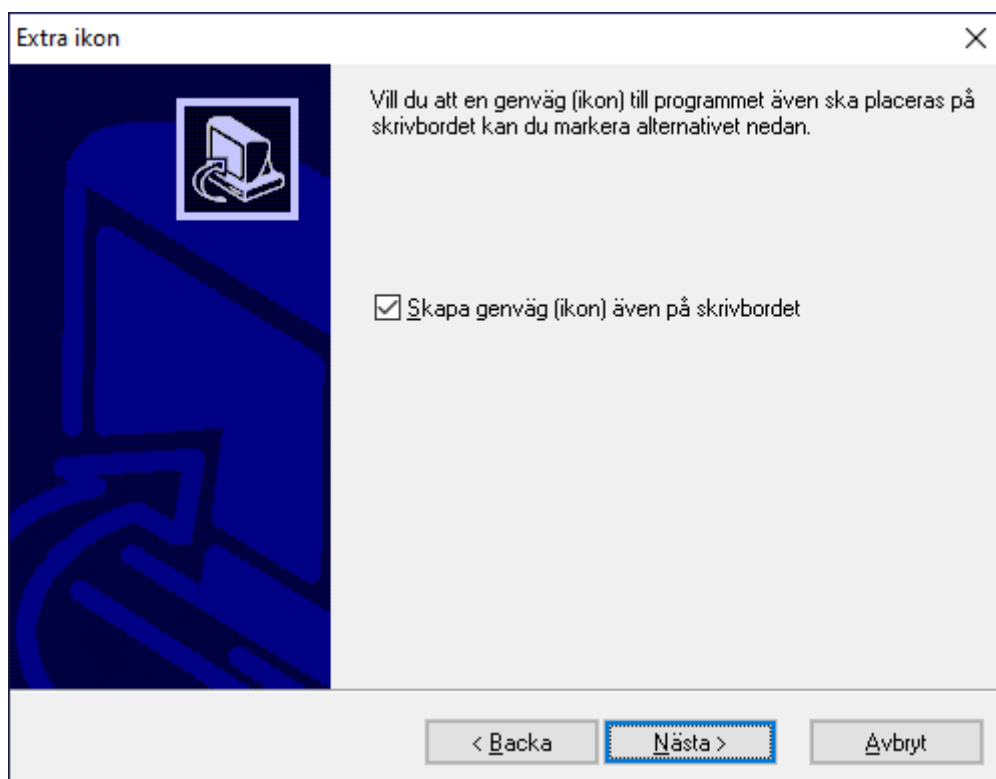 Extra ikon
Vill du att en genväg (ikon) till programmet även ska placeras på
skrivbordet kan du markera alternativet nedan.
Skapa genväg (ikon) även på skrivbordet
< Backa
Nästa >
Avbryt